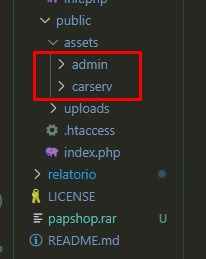 init.php
public
assets
admin
carserv
uploads
.htaccess
index.php
relatorio
LICENSE
papshop.rar U
README.md